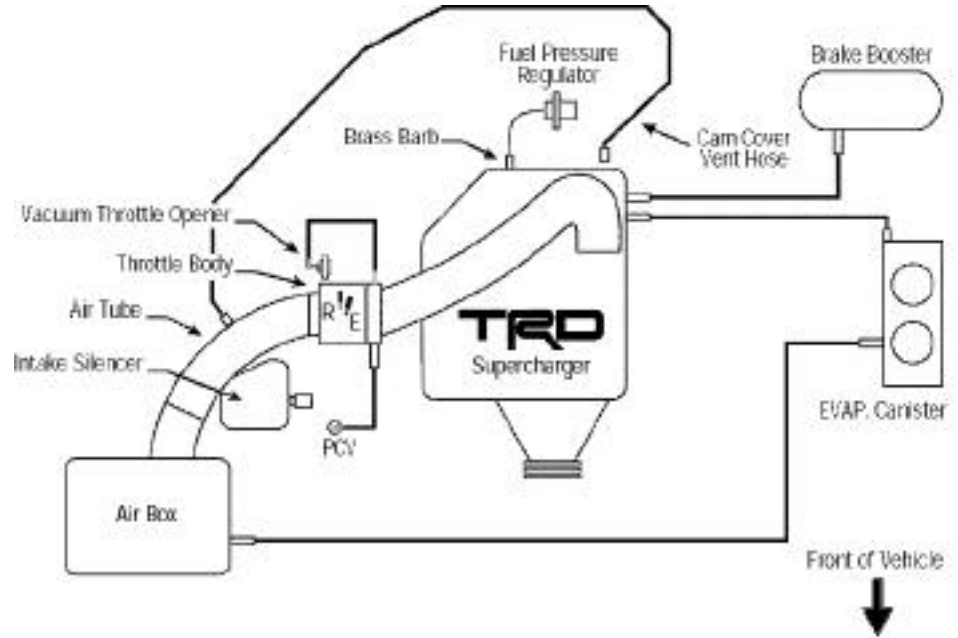 Fuel Pressure
Regulator
Brake Booster
Brass Barb
Cam Cover
Vent Hose
Vacuum Throttle Opener
Throttle Body
Air Tube
R E
TRD
Supercharger
Intake Silencer
PCV
EVAP. Canister
Air Box
Front of Vehicle